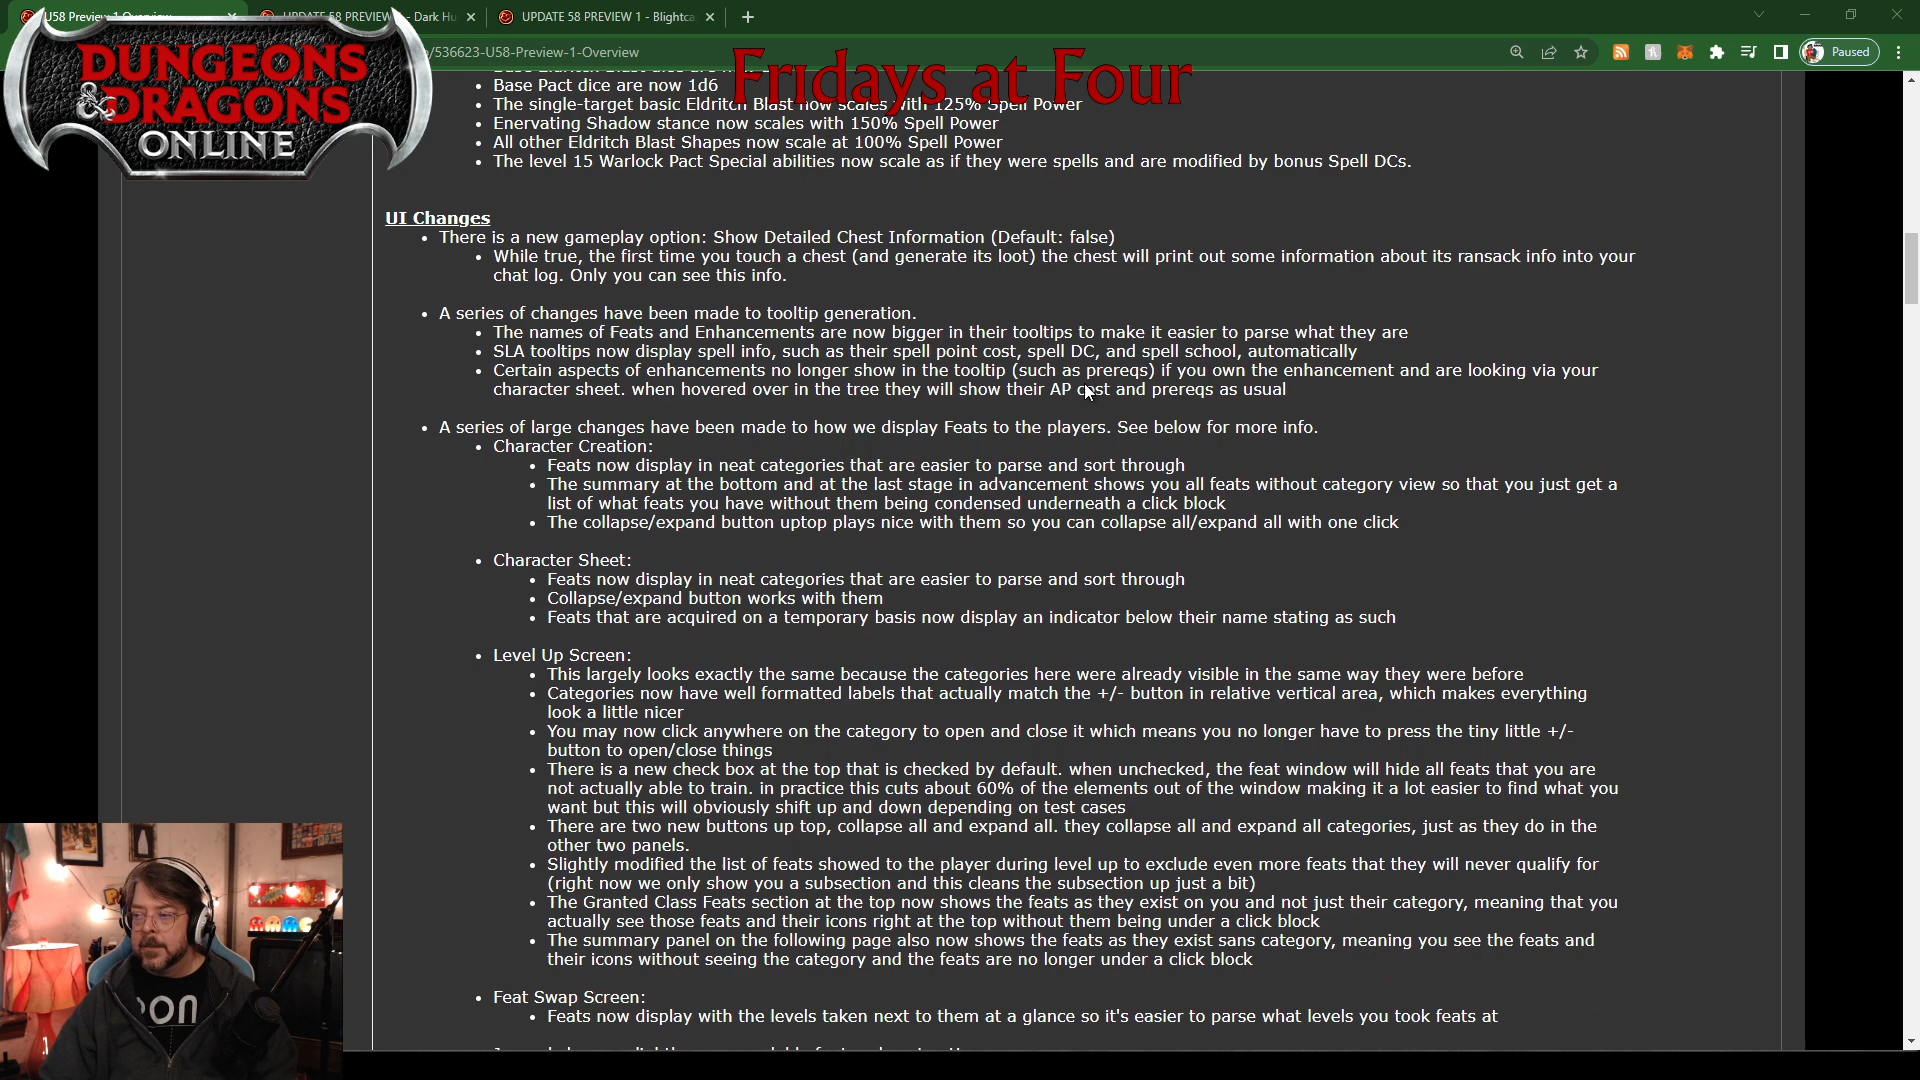 U58 Preview 1 Overview
UPDATE 58 PREVIEW 1 - Dark Hu
UPDATE 58 PREVIEW 1 - Blightca
/536623-U58-Preview-1-Overview
Paused
DUNGEONS
& DRAGONS
ONLINE
Fridays at Four
Base Pact dice are now 1d6
The single-target basic Eldritch Blast now scales with 125% Spell Power
Enervating Shadow stance now scales with 150% Spell Power
All other Eldritch Blast Shapes now scale at 100% Spell Power
The level 15 Warlock Pact Special abilities now scale as if they were spells and are modified by bonus Spell DCs.
UI Changes
There is a new gameplay option: Show Detailed Chest Information (Default: false)
While true, the first time you touch a chest (and generate its loot) the chest will print out some information about its ransack info into your
chat log. Only you can see this info.
A series of changes have been made to tooltip generation.
The names of Feats and Enhancements are now bigger in their tooltips to make it easier to parse what they are
SLA tooltips now display spell info, such as their spell point cost, spell DC, and spell school, automatically
Certain aspects of enhancements no longer show in the tooltip (such as prereqs) if you own the enhancement and are looking via your
character sheet. when hovered over in the tree they will show their AP cost and prereqs as usual
A series of large changes have been made to how we display Feats to the players. See below for more info.
Character Creation:
Feats now display in neat categories that are easier to parse and sort through
The summary at the bottom and at the last stage in advancement shows you all feats without category view so that you just get a
list of what feats you have without them being condensed underneath a click block
The collapse/expand button uptop plays nice with them so you can collapse all/expand all with one click
Character Sheet:
Feats now display in neat categories that are easier to parse and sort through
Collapse/expand button works with them
Feats that are acquired on a temporary basis now display an indicator below their name stating as such
Level Up Screen:
This largely looks exactly the same because the categories here were already visible in the same way they were before
Categories now have well formatted labels that actually match the +/- button in relative vertical area, which makes everything
look a little nicer
You may now click anywhere on the category to open and close it which means you no longer have to press the tiny little +/-
button to open/close things
There is a new check box at the top that is checked by default. when unchecked, the feat window will hide all feats that you are
not actually able to train. in practice this cuts about 60% of the elements out of the window making it a lot easier to find what you
want but this will obviously shift up and down depending on test cases
There are two new buttons up top, collapse all and expand all. they collapse all and expand all categories, just as they do in the
other two panels.
Slightly modified the list of feats showed to the player during level up to exclude even more feats that they will never qualify for
(right now we only show you a subsection and this cleans the subsection up just a bit)
The Granted Class Feats section at the top now shows the feats as they exist on you and not just their category, meaning that you
actually see those feats and their icons right at the top without them being under a click block
The summary panel on the following page also now shows the feats as they exist sans category, meaning you see the feats and
their icons without seeing the category and the feats are no longer under a click block
Feat Swap Screen:
Feats now display with the levels taken next to them at a glance so it's easier to parse what levels you took feats at